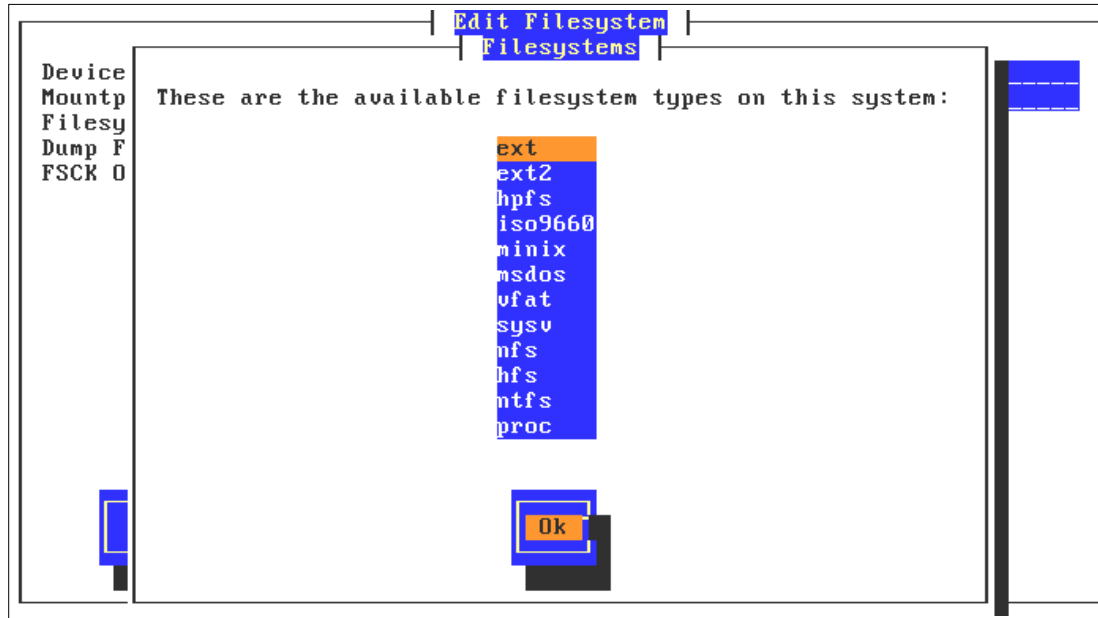 Edit Filesystem
Filesystems
Device
Mountp
Filesy
Dump F
FSCK O
These are the available filesystem types on this system:
ext
ext2
hpfs
iso9660
minix
msdos
vfat
sysv
nfs
hfs
ntfs
proc
Ok